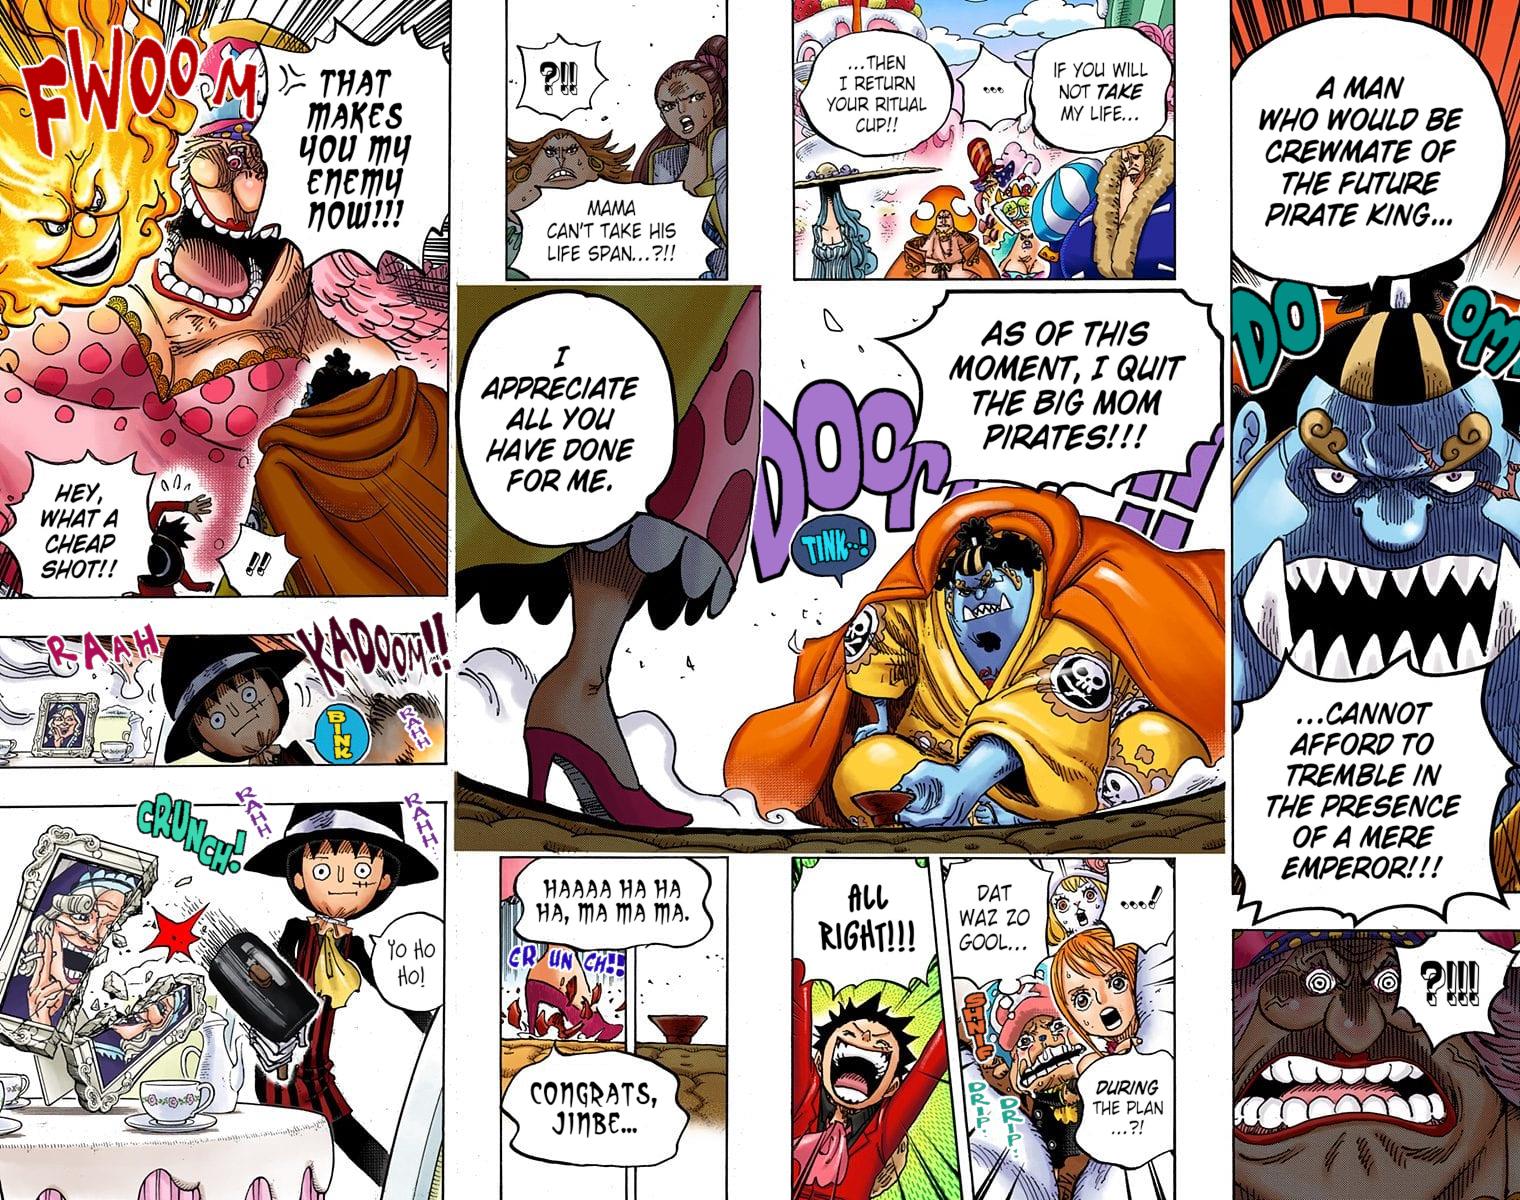 A MAN
WHO WOULD BE
CREWMATE OF
THE FUTURE
PIRATE KING...
DOOM
...CANNOT
AFFORD TO
TREMBLE IN
THE PRESENCE
OF A MERE
EMPEROR!!!
?!!!
IF YOU WILL
NOT TAKE
MY LIFE...
...
...THEN
I RETURN
YOUR RITUAL
CUP!!
?!!
MAMA
CAN'T TAKE HIS
LIFE SPAN...?!!
AS OF THIS
MOMENT, I QUIT
THE BIG MOM
PIRATES!!!
DOOM
TINK··!
I
APPRECIATE
ALL YOU
HAVE DONE
FOR ME.
...!
DAT
WAZ ZO
GOOL...
SNIF
DRIP.
DRIP..
DURING
THE PLAN
...?!
ALL
RIGHT!!!
HAAAA HA HA
HA, MA MA MA.
CRUNCH!!
CONGRATS,
JINBE...
FWOOM
THAT
MAKES
YOU MY
ENEMY
NOW!!!
HEY,
WHAT A
CHEAP
SHOT!!
!!
KADOOM!!
RAAH
BINK
RAHH
RAHH
RAHH
CRUNCH!
YO HO
HO!